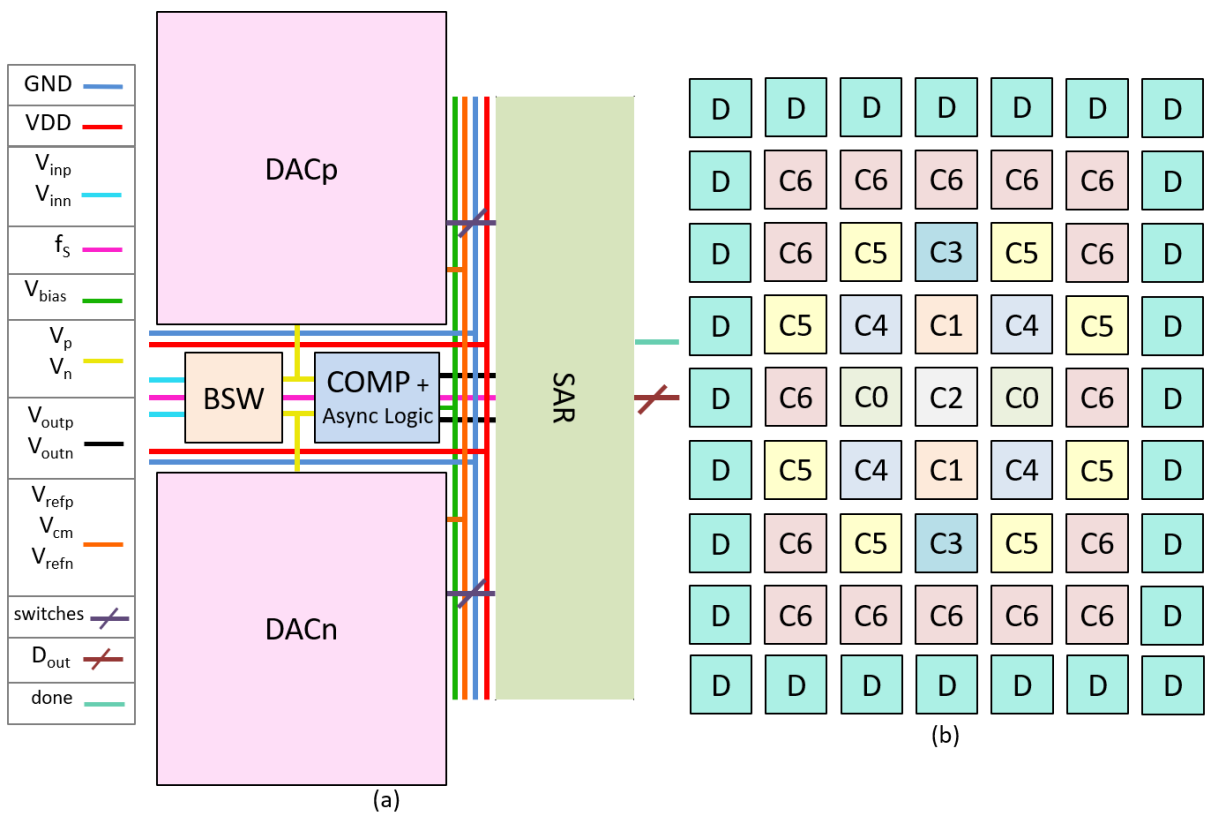 GND
VDD
Vinp
Vinn
fS
Vbias
Vp
Vn
Voutp
Voutn
Vrefp
Vcm
Vrefn
switches
Dout
done
DACp
BSW
COMP +
Async Logic
DACn
SAR
(a)
D D D D D D D
D C6 C6 C6 C6 C6 D
D C6 C5 C3 C5 C6 D
D C5 C4 C1 C4 C5 D
D C6 C0 C2 C0 C6 D
D C5 C4 C1 C4 C5 D
D C6 C5 C3 C5 C6 D
D C6 C6 C6 C6 C6 D
D D D D D D D
(b)